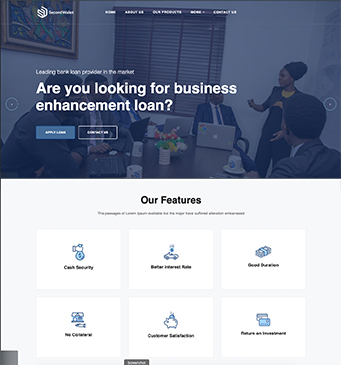 SecondWallet
HOME ABOUT US OUR PRODUCTS MORE CONTACT US
Leading bank loan provider in the market
Are you looking for business
enhancement loan?
APPLY LOAN CONTACT US
Our Features
The passages of Lorem Ipsum available but the major have suffered alteration embarrased
Cash Security
Better Interest Rate
Good Duration
No Collateral
Customer Satisfaction
Return on Investment
Screenshot